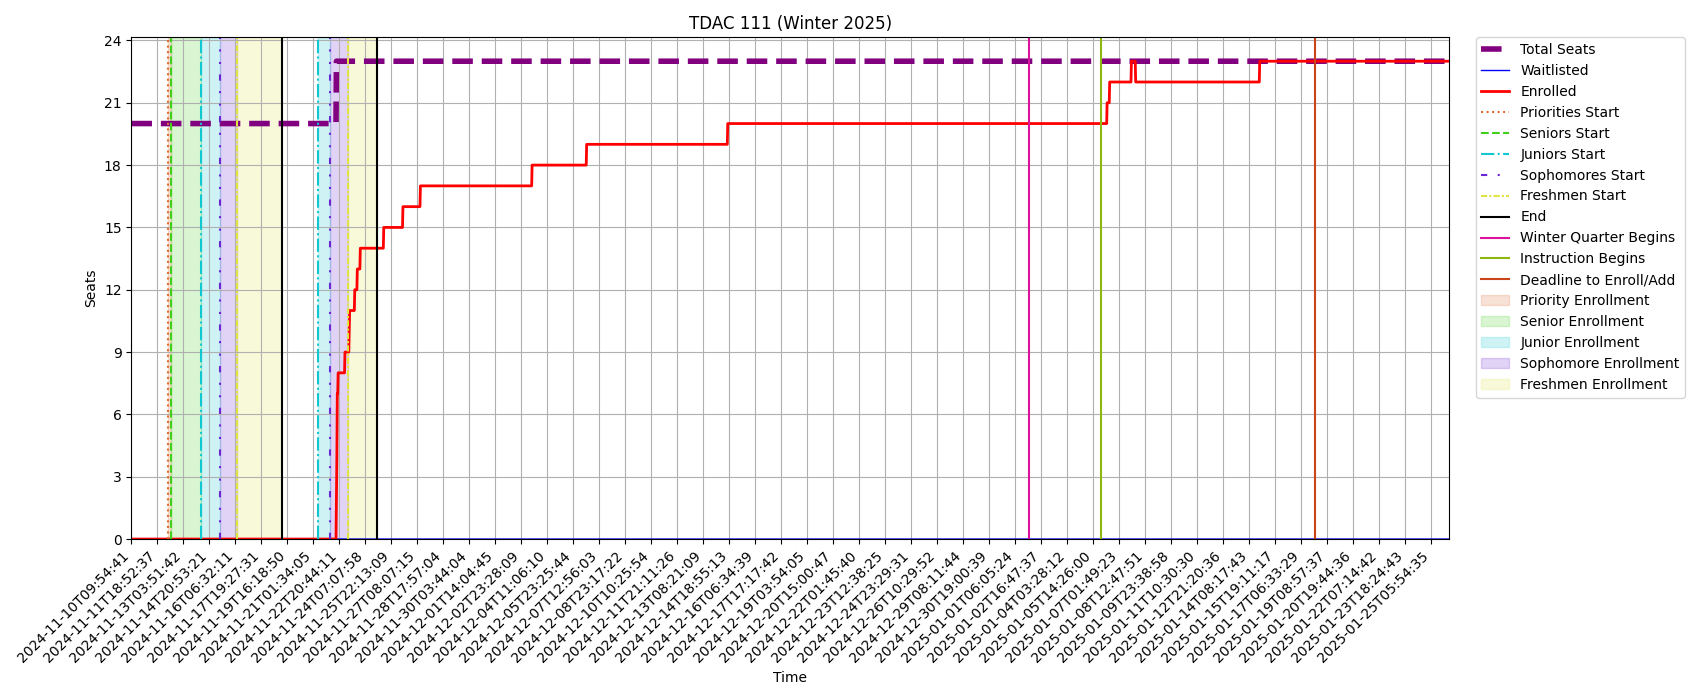 TDAC 111 (Winter 2025)
Seats
24
21
18
15
12
9
6
3
0
2024-11-10T09:54:41
2024-11-11T18:52:37
2024-11-13T03:51:42
2024-11-14T20:53:21
2024-11-16T06:32:11
2024-11-17T19:27:31
2024-11-19T16:18:50
2024-11-21T01:34:05
2024-11-22T20:44:11
2024-11-24T07:07:58
2024-11-25T22:13:09
2024-11-27T08:07:15
2024-11-28T17:57:04
2024-11-30T03:44:04
2024-12-01T14:04:45
2024-12-02T23:28:09
2024-12-04T11:06:10
2024-12-05T23:25:44
2024-12-07T12:56:03
2024-12-08T23:17:22
2024-12-10T10:25:54
2024-12-11T21:11:26
2024-12-13T08:21:09
2024-12-14T18:55:13
2024-12-16T06:34:39
2024-12-17T17:17:42
2024-12-19T03:54:05
2024-12-20T15:00:47
2024-12-22T01:45:40
2024-12-23T12:38:25
2024-12-24T23:29:31
2024-12-26T10:29:52
2024-12-29T08:11:44
2024-12-30T19:00:39
2025-01-01T06:05:24
2025-01-02T16:47:37
2025-01-04T03:28:12
2025-01-05T14:26:00
2025-01-07T01:49:23
2025-01-08T12:47:51
2025-01-09T23:38:58
2025-01-11T10:30:30
2025-01-12T21:20:36
2025-01-14T08:17:43
2025-01-15T19:11:17
2025-01-17T06:33:29
2025-01-19T08:57:37
2025-01-20T19:44:36
2025-01-22T07:14:42
2025-01-23T18:24:43
2025-01-25T05:54:35
Time
Total Seats
Waitlisted
Enrolled
Priorities Start
Seniors Start
Juniors Start
Sophomores Start
Freshmen Start
End
Winter Quarter Begins
Instruction Begins
Deadline to Enroll/Add
Priority Enrollment
Senior Enrollment
Junior Enrollment
Sophomore Enrollment
Freshmen Enrollment